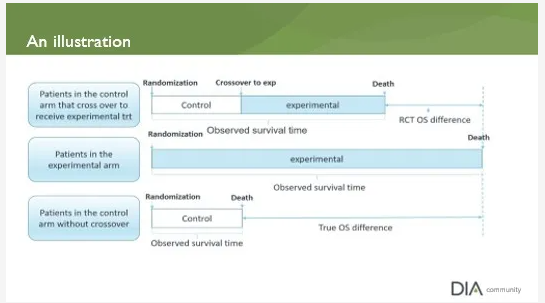 An illustration
Randomization Crossover to exp Death
Patients in the control
arm that cross over to
receive experimental trt
Control experimental
RCT OS difference
Randomization Observed survival time Death
Patients in the
experimental arm
experimental
Observed survival time
Randomization Death
Patients in the control
arm without crossover
Control
True OS difference
Observed survival time
DIA community